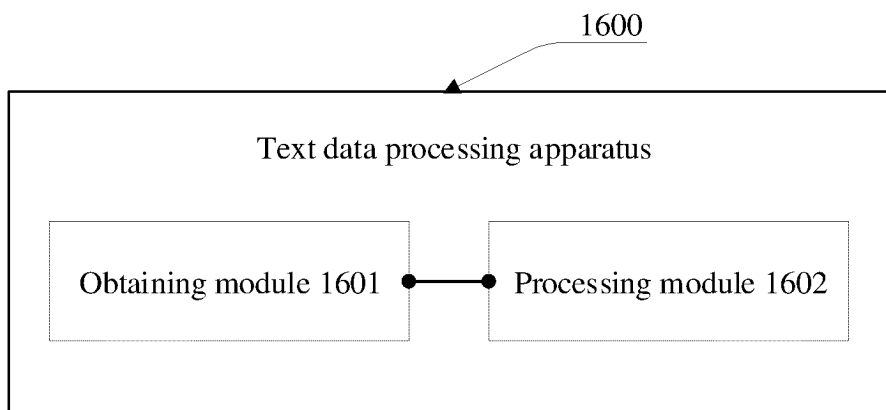 1600
Text data processing apparatus
Obtaining module 1601
Processing module 1602